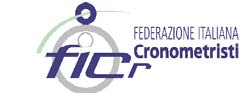 FEDERAZIONE ITALIANA
Cronometristi
ficr